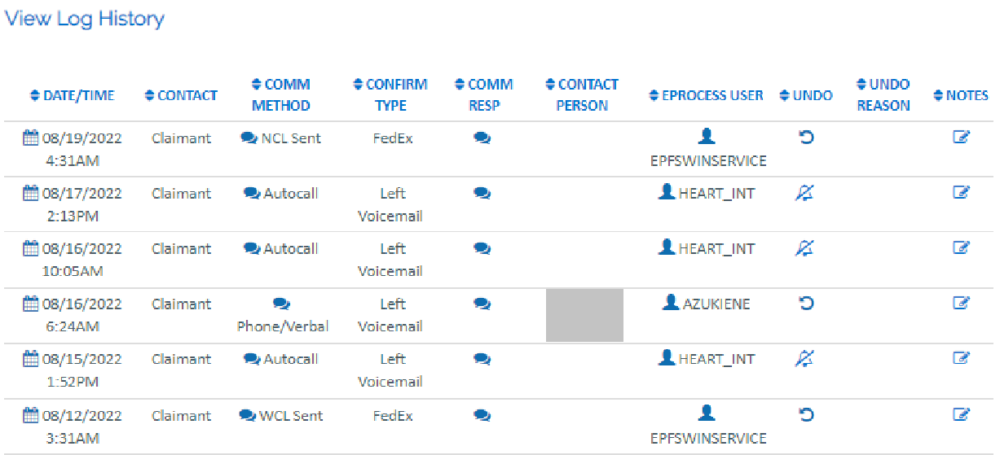 View Log History
DATE/TIME CONTACT COMM METHOD CONFIRM TYPE COMM RESP CONTACT PERSON EPROCESS USER UNDO UNDO REASON NOTES
08/19/2022 Claimant NCL Sent FedEx
4:31AM EPFSWINSERVICE
08/17/2022 Claimant Autocall Left HEART_INT
2:13PM Voicemail
08/16/2022 Claimant Autocall Left HEART_INT
10:05AM Voicemail
08/16/2022 Claimant Left AZUKIENE
6:24AM Phone/Verbal Voicemail
08/15/2022 Claimant Autocall Left HEART_INT
1:52PM Voicemail
08/12/2022 Claimant WCL Sent FedEx
3:31AM EPFSWINSERVICE